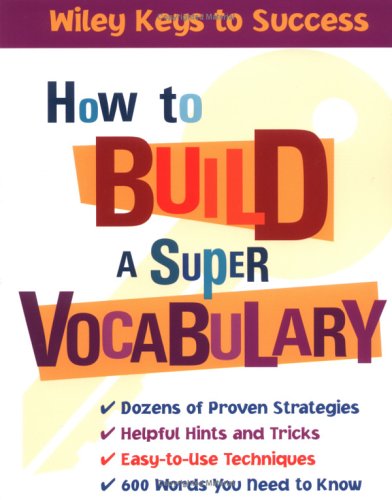 Wiley Keys to Success
How to
BUILD
A SupeR
VOCABULARY
✓ Dozens of Proven Strategies
✓ Helpful Hints and Tricks
✓ Easy-to-Use Techniques
✓ 600 Words You Need to Know